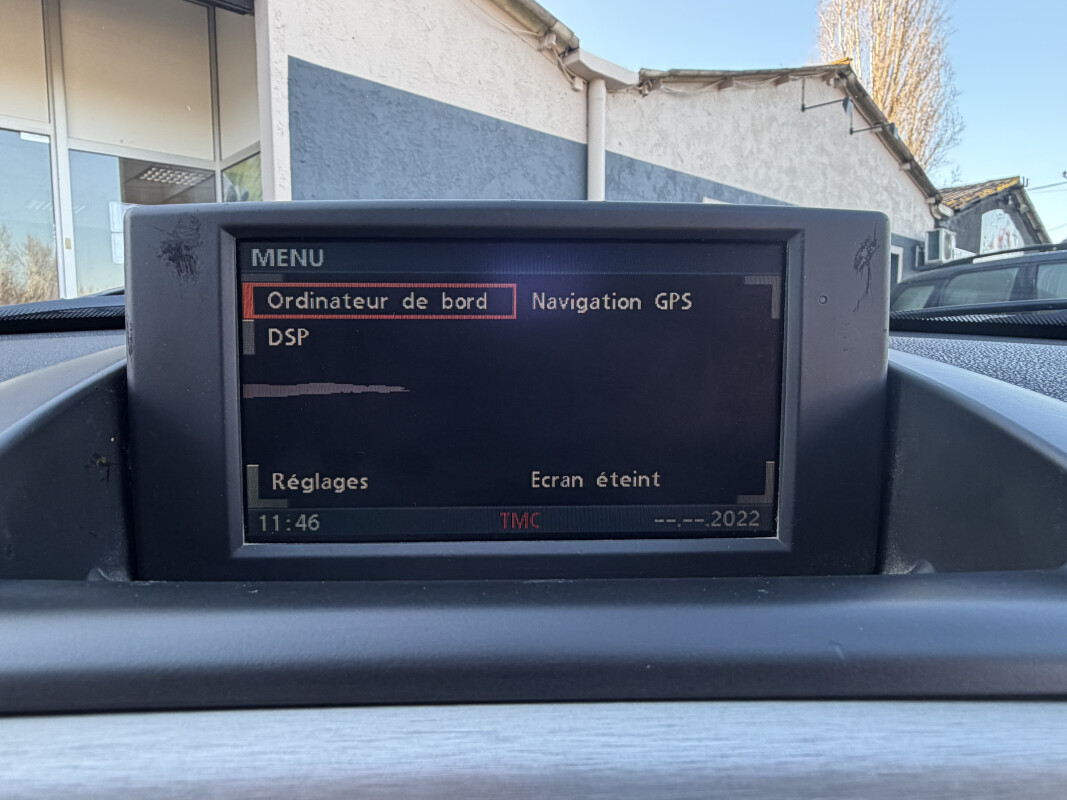 MENU
Ordinateur de bord Navigation GPS
DSP
Réglages Ecran éteint
11:46 TMC --.--.2022